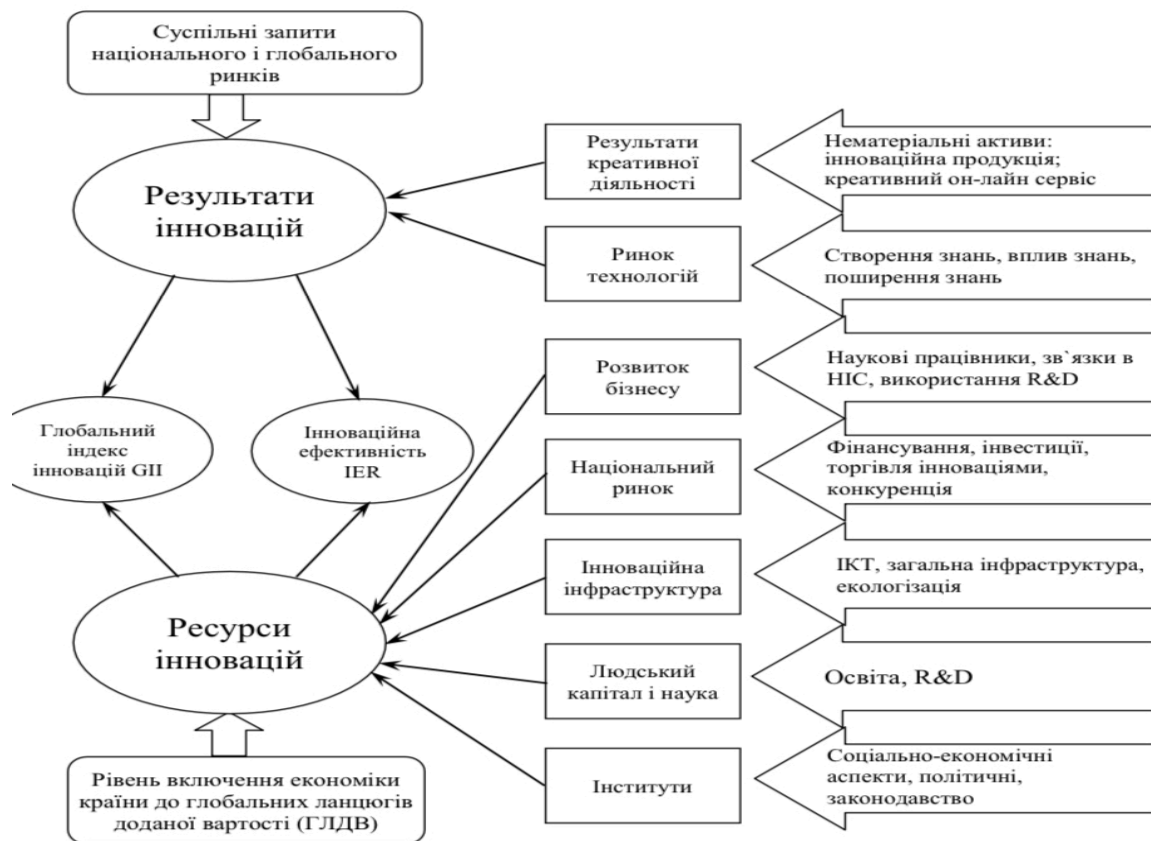 Суспільні запити
національного і глобального
ринків
Результати
інновацій
Глобальний
індекс
інновацій GII
Інноваційна
ефективність
IER
Ресурси
інновацій
Рівень включення економіки
країни до глобальних ланцюгів
доданої вартості (ГЛДВ)
Результати
креативної
діяльності
Ринок
технологій
Розвиток
бізнесу
Національний
ринок
Інноваційна
інфраструктура
Людський
капітал і наука
Інститути
Нематеріальні активи:
інноваційна продукція;
креативний он-лайн сервіс
Створення знань, вплив знань,
поширення знань
Наукові працівники, зв`язки в
НІС, використання R&D
Фінансування, інвестиції,
торгівля інноваціями,
конкуренція
ІКТ, загальна інфраструктура,
екологізація
Освіта, R&D
Соціально-економічні
аспекти, політичні,
законодавство